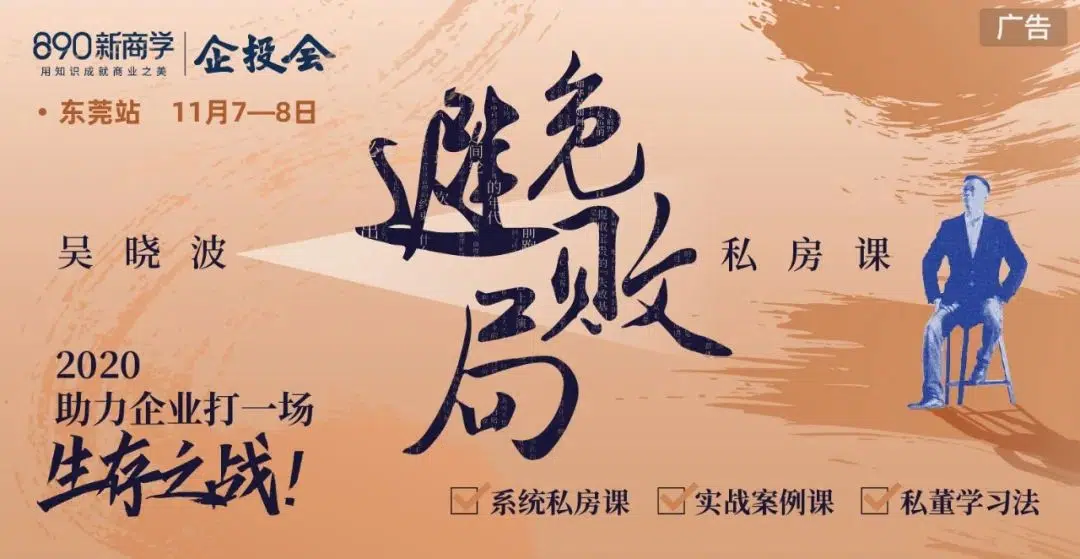 广告
890新商学
用知识成就商业之美
企投会
• 东莞站 11月7—8日
避免败局
吴晓波
私房课
2020
助力企业打一场
生存之战!
系统私房课 实战案例课 私董学习法